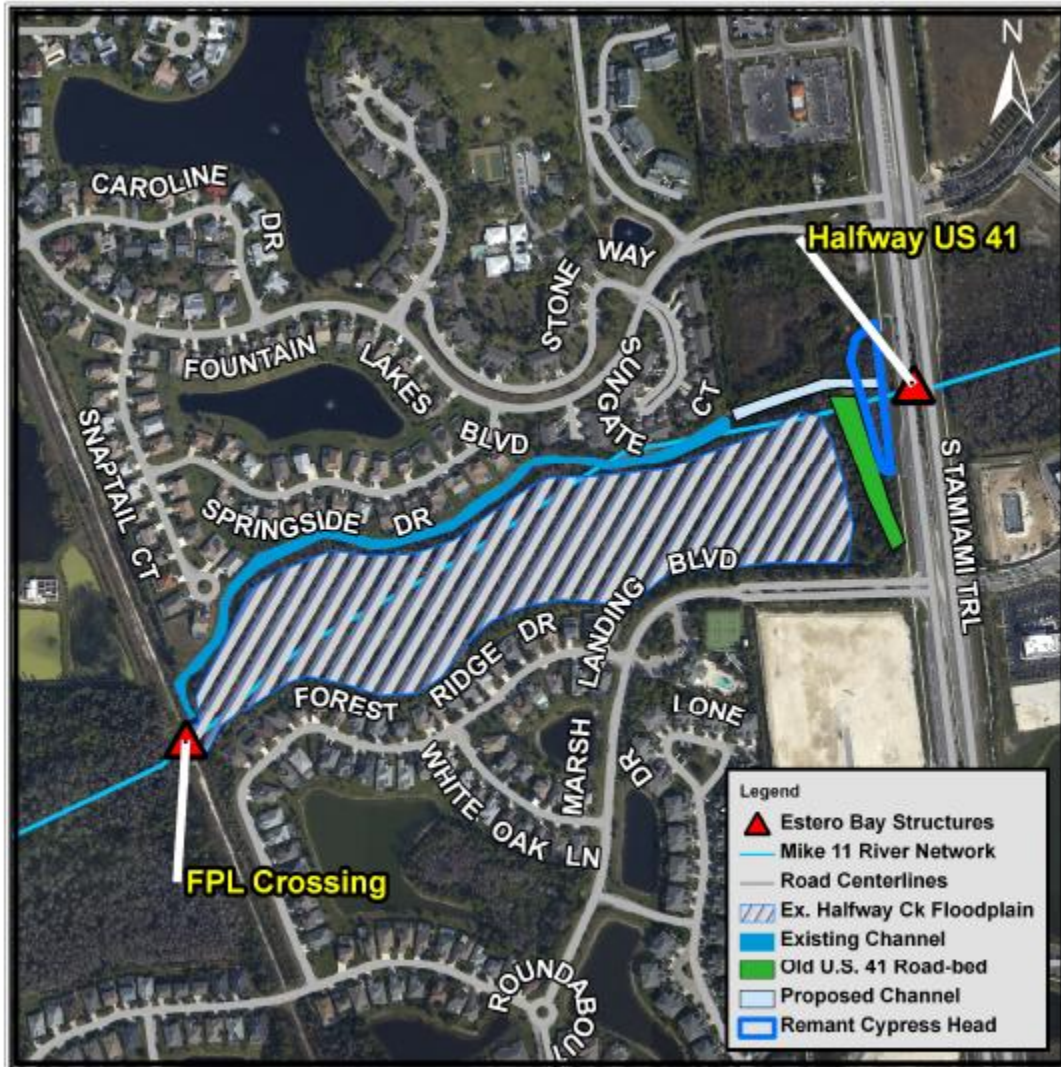 N
CAROLINE
DR
Halfway US 41
STONE
WAY
FOUNTAIN
LAKES
BLVD
SUNGATE
CT
SNAPTAIL CT
SPRINGSIDE DR
S TAMIAMI TRL
LANDING
BLVD
FOREST
RIDGE DR
MARSH
LONE
DR
WHITE OAK LN
FPL Crossing
ROUNDABOUT
Legend
Estero Bay Structures
Mike 11 River Network
Road Centerlines
Ex. Halfway Ck Floodplain
Existing Channel
Old U.S. 41 Road-bed
Proposed Channel
Remant Cypress Head